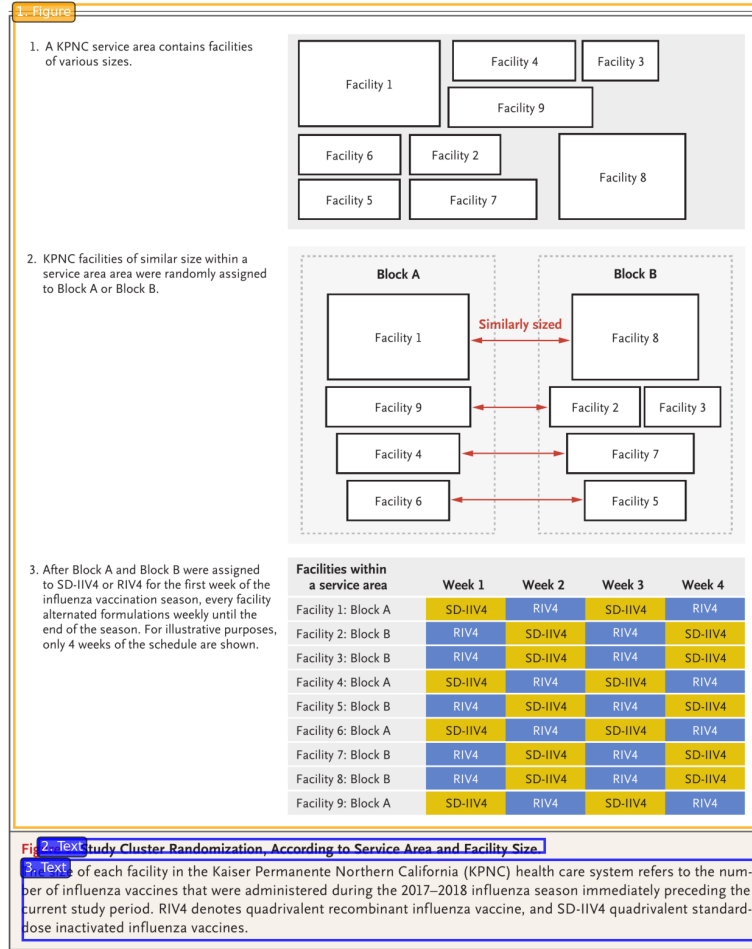 1. Figure
1. A KPNC service area contains facilities
of various sizes.
Facility 1
Facility 4
Facility 3
Facility 9
Facility 6
Facility 2
Facility 8
Facility 5
Facility 7
2. KPNC facilities of similar size within a
service area area were randomly assigned
to Block A or Block B.
Block A
Block B
Similarly sized
Facility 1
Facility 8
Facility 9
Facility 2
Facility 3
Facility 4
Facility 7
Facility 6
Facility 5
3. After Block A and Block B were assigned
to SD-IIV4 or RIV4 for the first week of the
influenza vaccination season, every facility
alternated formulations weekly until the
end of the season. For illustrative purposes,
only 4 weeks of the schedule are shown.
Facilities within
a service area Week 1 Week 2 Week 3 Week 4
Facility 1: Block A SD-IIV4 RIV4 SD-IIV4 RIV4
Facility 2: Block B RIV4 SD-IIV4 RIV4 SD-IIV4
Facility 3: Block B RIV4 SD-IIV4 RIV4 SD-IIV4
Facility 4: Block A SD-IIV4 RIV4 SD-IIV4 RIV4
Facility 5: Block B RIV4 SD-IIV4 RIV4 SD-IIV4
Facility 6: Block A SD-IIV4 RIV4 SD-IIV4 RIV4
Facility 7: Block B RIV4 SD-IIV4 RIV4 SD-IIV4
Facility 8: Block B RIV4 SD-IIV4 RIV4 SD-IIV4
Facility 9: Block A SD-IIV4 RIV4 SD-IIV4 RIV4
2. Text
Study Cluster Randomization, According to Service Area and Facility Size.
3. Text
of each facility in the Kaiser Permanente Northern California (KPNC) health care system refers to the num-
ber of influenza vaccines that were administered during the 2017–2018 influenza season immediately preceding the
current study period. RIV4 denotes quadrivalent recombinant influenza vaccine, and SD-IIV4 quadrivalent standard-
dose inactivated influenza vaccines.